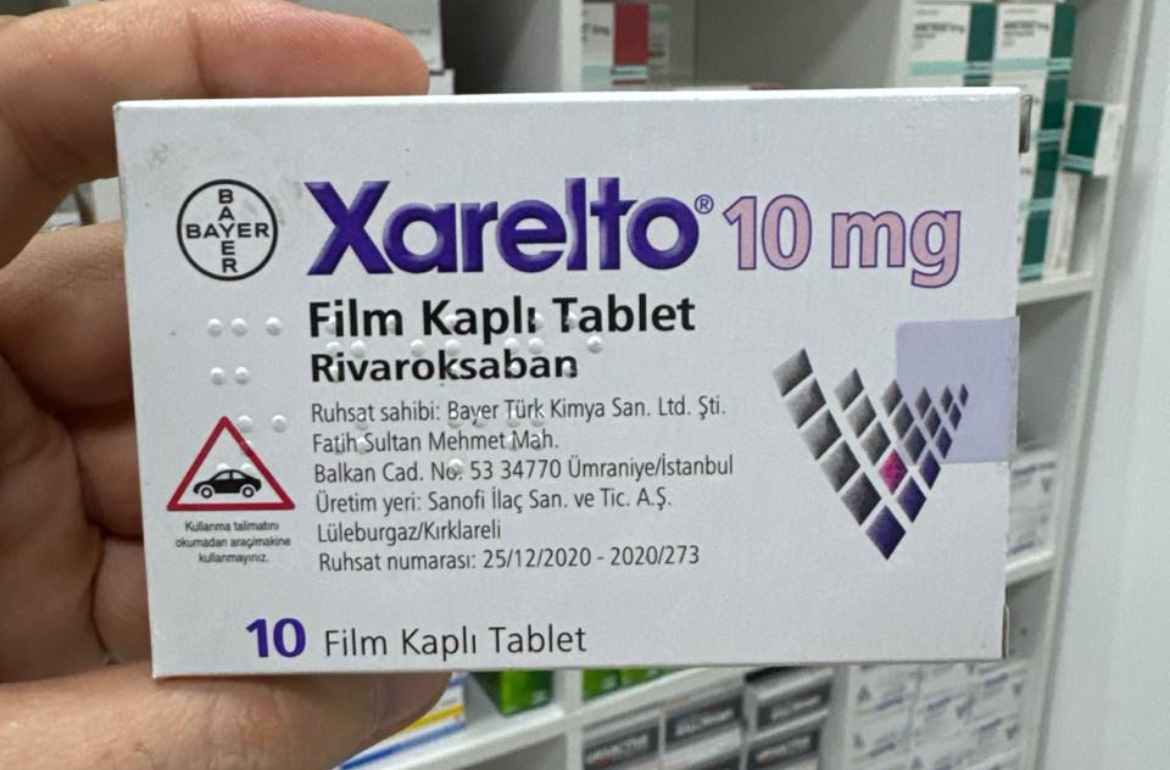 BAYER
BAYER
Xarelto® 10 mg
Film Kaplı Tablet
Rivaroksaban
Ruhsat sahibi: Bayer Türk Kimya San. Ltd. Şti.
Fatih Sultan Mehmet Mah.
Balkan Cad. No: 53 34770 Ümraniye/İstanbul
Üretim yeri: Sanofi İlaç San. ve Tic. A.Ş.
Lüleburgaz/Kırklareli
Ruhsat numarası: 25/12/2020 - 2020/273
Kullanma talimatını
okumadan araç/makine
kullanmayınız.
10 Film Kaplı Tablet